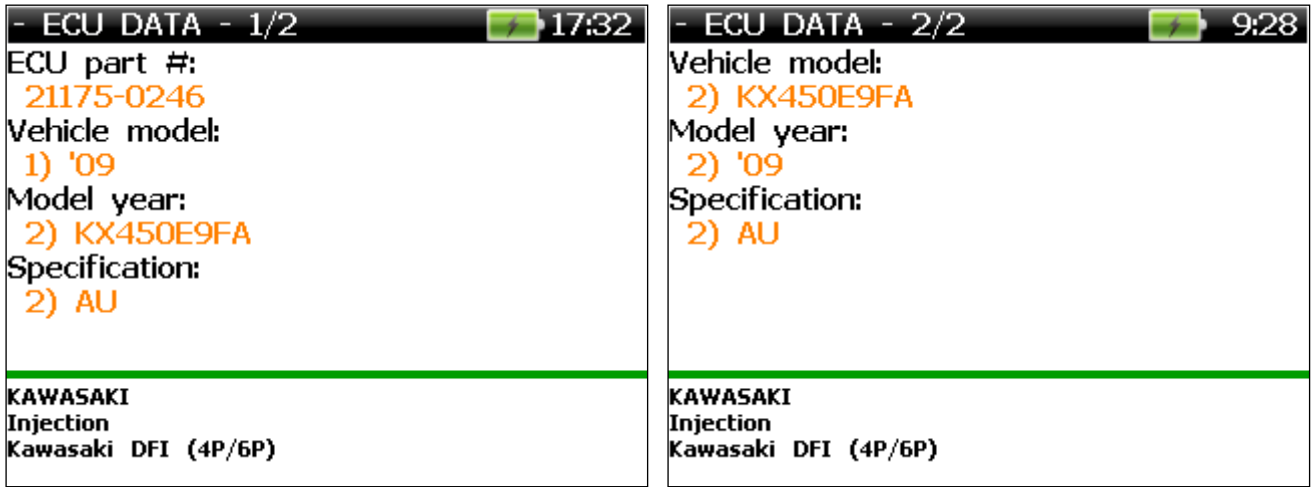 - ECU DATA - 1/2 17:32
ECU part #:
21175-0246
Vehicle model:
1) '09
Model year:
2) KX450E9FA
Specification:
2) AU
KAWASAKI
Injection
Kawasaki DFI (4P/6P)
- ECU DATA - 2/2 9:28
Vehicle model:
2) KX450E9FA
Model year:
2) '09
Specification:
2) AU
KAWASAKI
Injection
Kawasaki DFI (4P/6P)